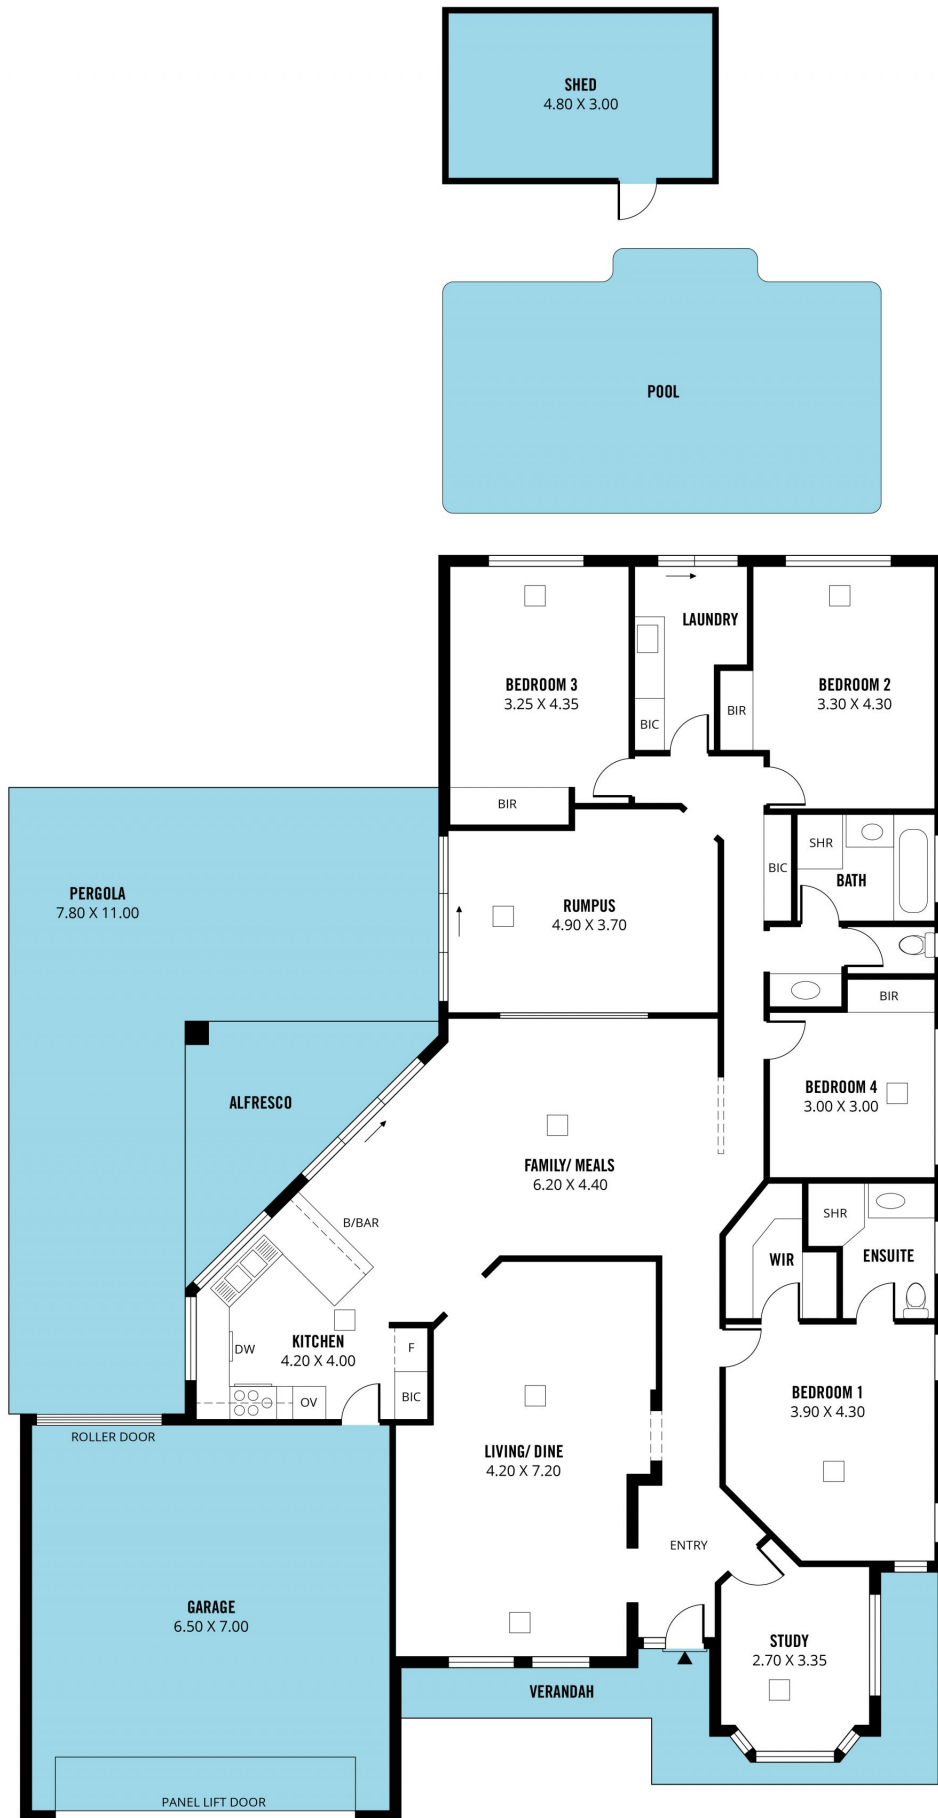 SHED
4.80 X 3.00
POOL
LAUNDRY
BEDROOM 3
3.25 X 4.35
BEDROOM 2
3.30 X 4.30
BIC
BIR
BIR
SHR
BIC
BATH
PERGOLA
7.80 X 11.00
RUMPUS
4.90 X 3.70
BIR
ALFRESCO
BEDROOM 4
3.00 X 3.00
FAMILY/ MEALS
6.20 X 4.40
B/BAR
SHR
WIR
ENSUITE
KITCHEN
4.20 X 4.00
DW
F
BIC
OV
BEDROOM 1
3.90 X 4.30
ROLLER DOOR
LIVING/ DINE
4.20 X 7.20
ENTRY
GARAGE
6.50 X 7.00
STUDY
2.70 X 3.35
VERANDAH
PANEL LIFT DOOR